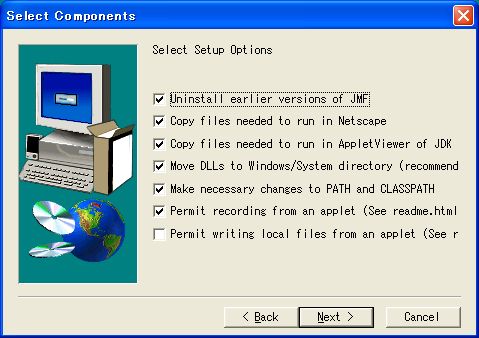 Select Components
Select Setup Options
Uninstall earlier versions of JMF
Copy files needed to run in Netscape
Copy files needed to run in AppletViewer of JDK
Move DLLs to Windows/System directory (recommend
Make necessary changes to PATH and CLASSPATH
Permit recording from an applet (See readme.html
Permit writing local files from an applet (See r
< Back
Next >
Cancel